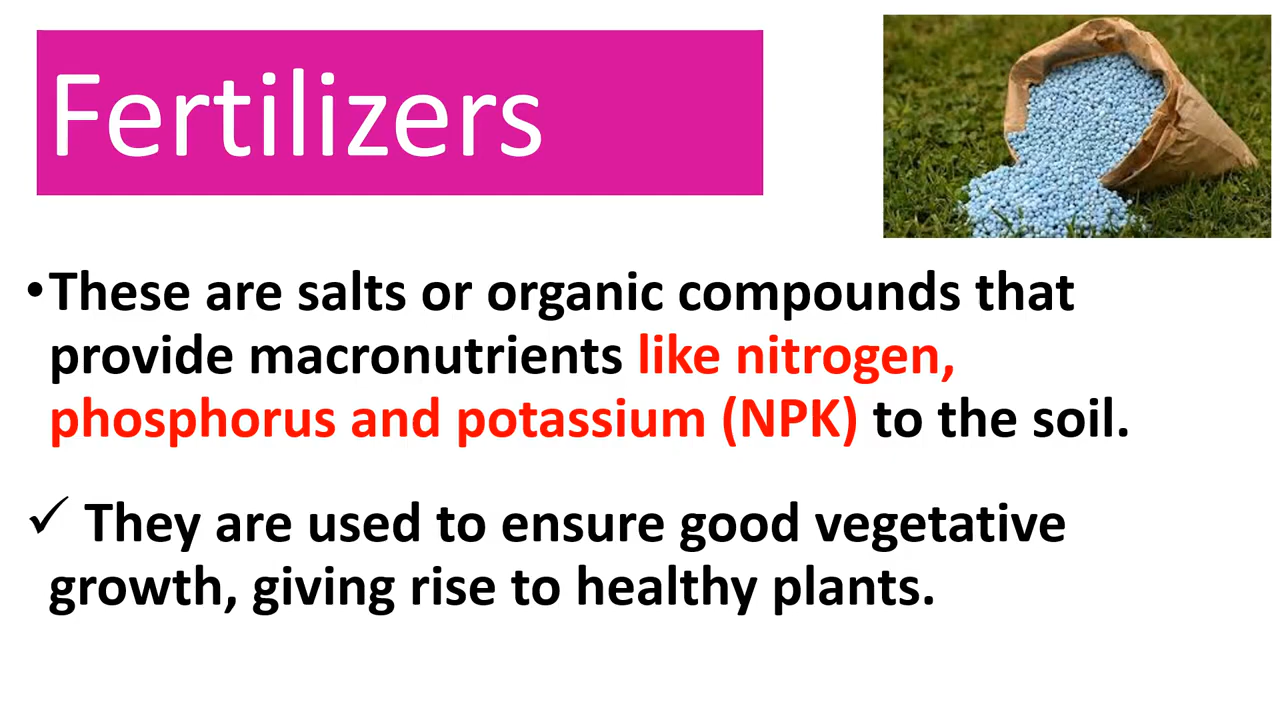 Fertilizers
•These are salts or organic compounds that
provide macronutrients like nitrogen,
phosphorus and potassium (NPK) to the soil.
✓ They are used to ensure good vegetative
growth, giving rise to healthy plants.